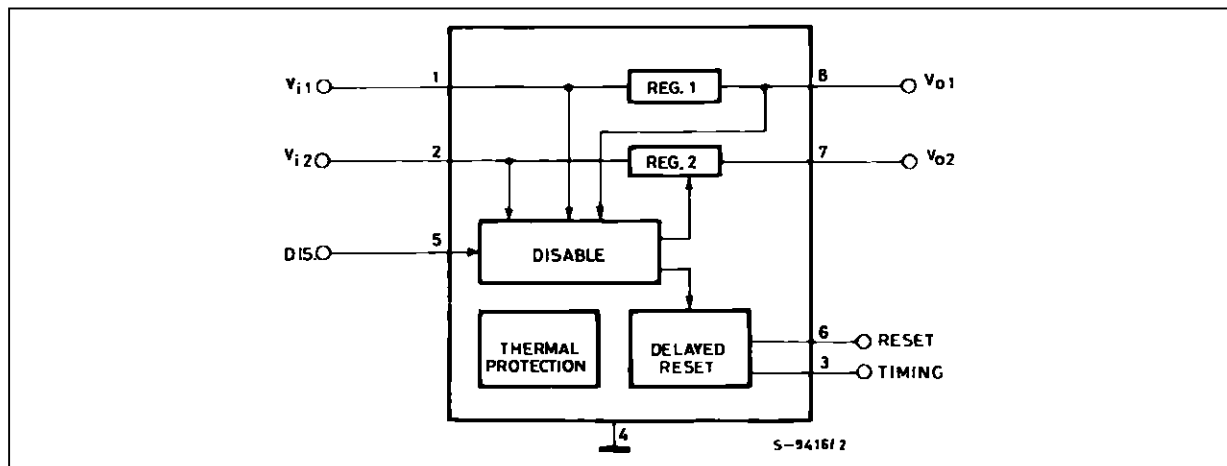 Vi1
1
REG. 1
8
Vo1
Vi2
2
REG. 2
7
Vo2
DIS.
5
DISABLE
THERMAL
PROTECTION
DELAYED
RESET
6
RESET
3
TIMING
4
S-9416/2